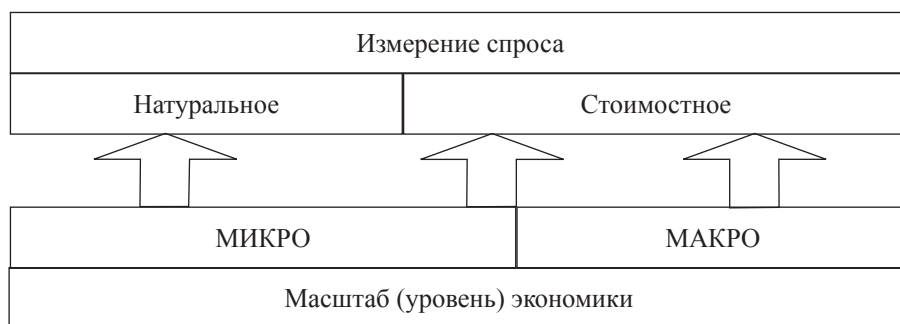 Измерение спроса
Натуральное
Стоимостное
МИКРО
МАКРО
Масштаб (уровень) экономики